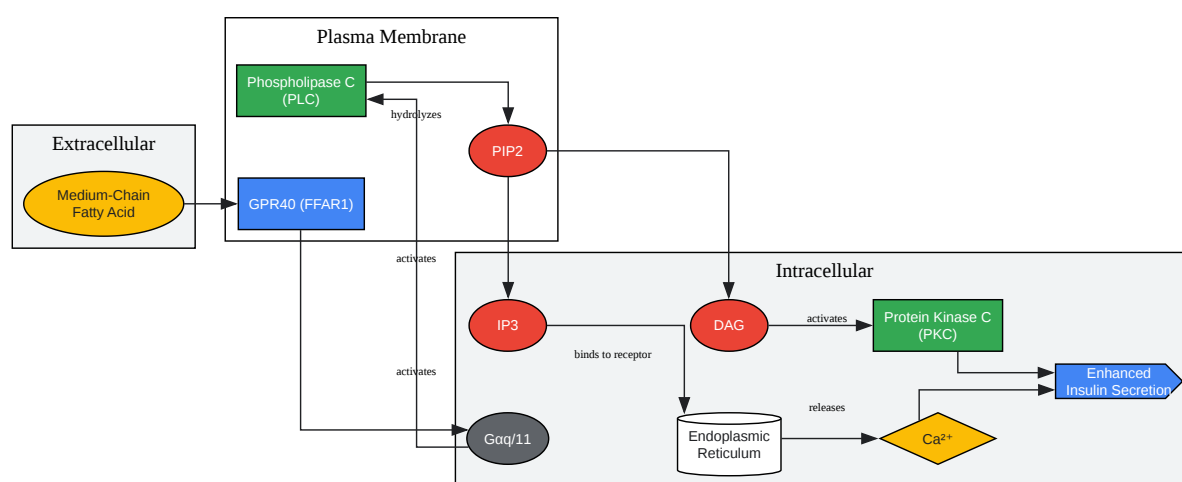 Plasma Membrane
Phospholipase C
(PLC)
hydrolyzes
PIP2
Extracellular
Medium-Chain
Fatty Acid
GPR40 (FFAR1)
activates
Intracellular
IP3
DAG
activates
Protein Kinase C
(PKC)
binds to receptor
activates
Enhanced
Insulin Secretion
releases
Gαq/11
Endoplasmic
Reticulum
Ca²⁺